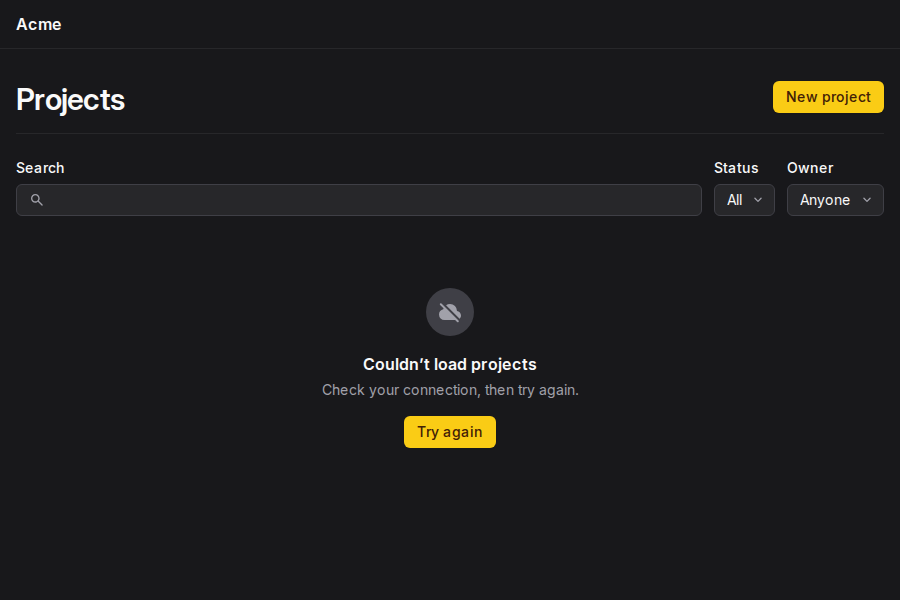 Acme
Projects
New project
Search
Status
Owner
All
Anyone
Couldn’t load projects
Check your connection, then try again.
Try again